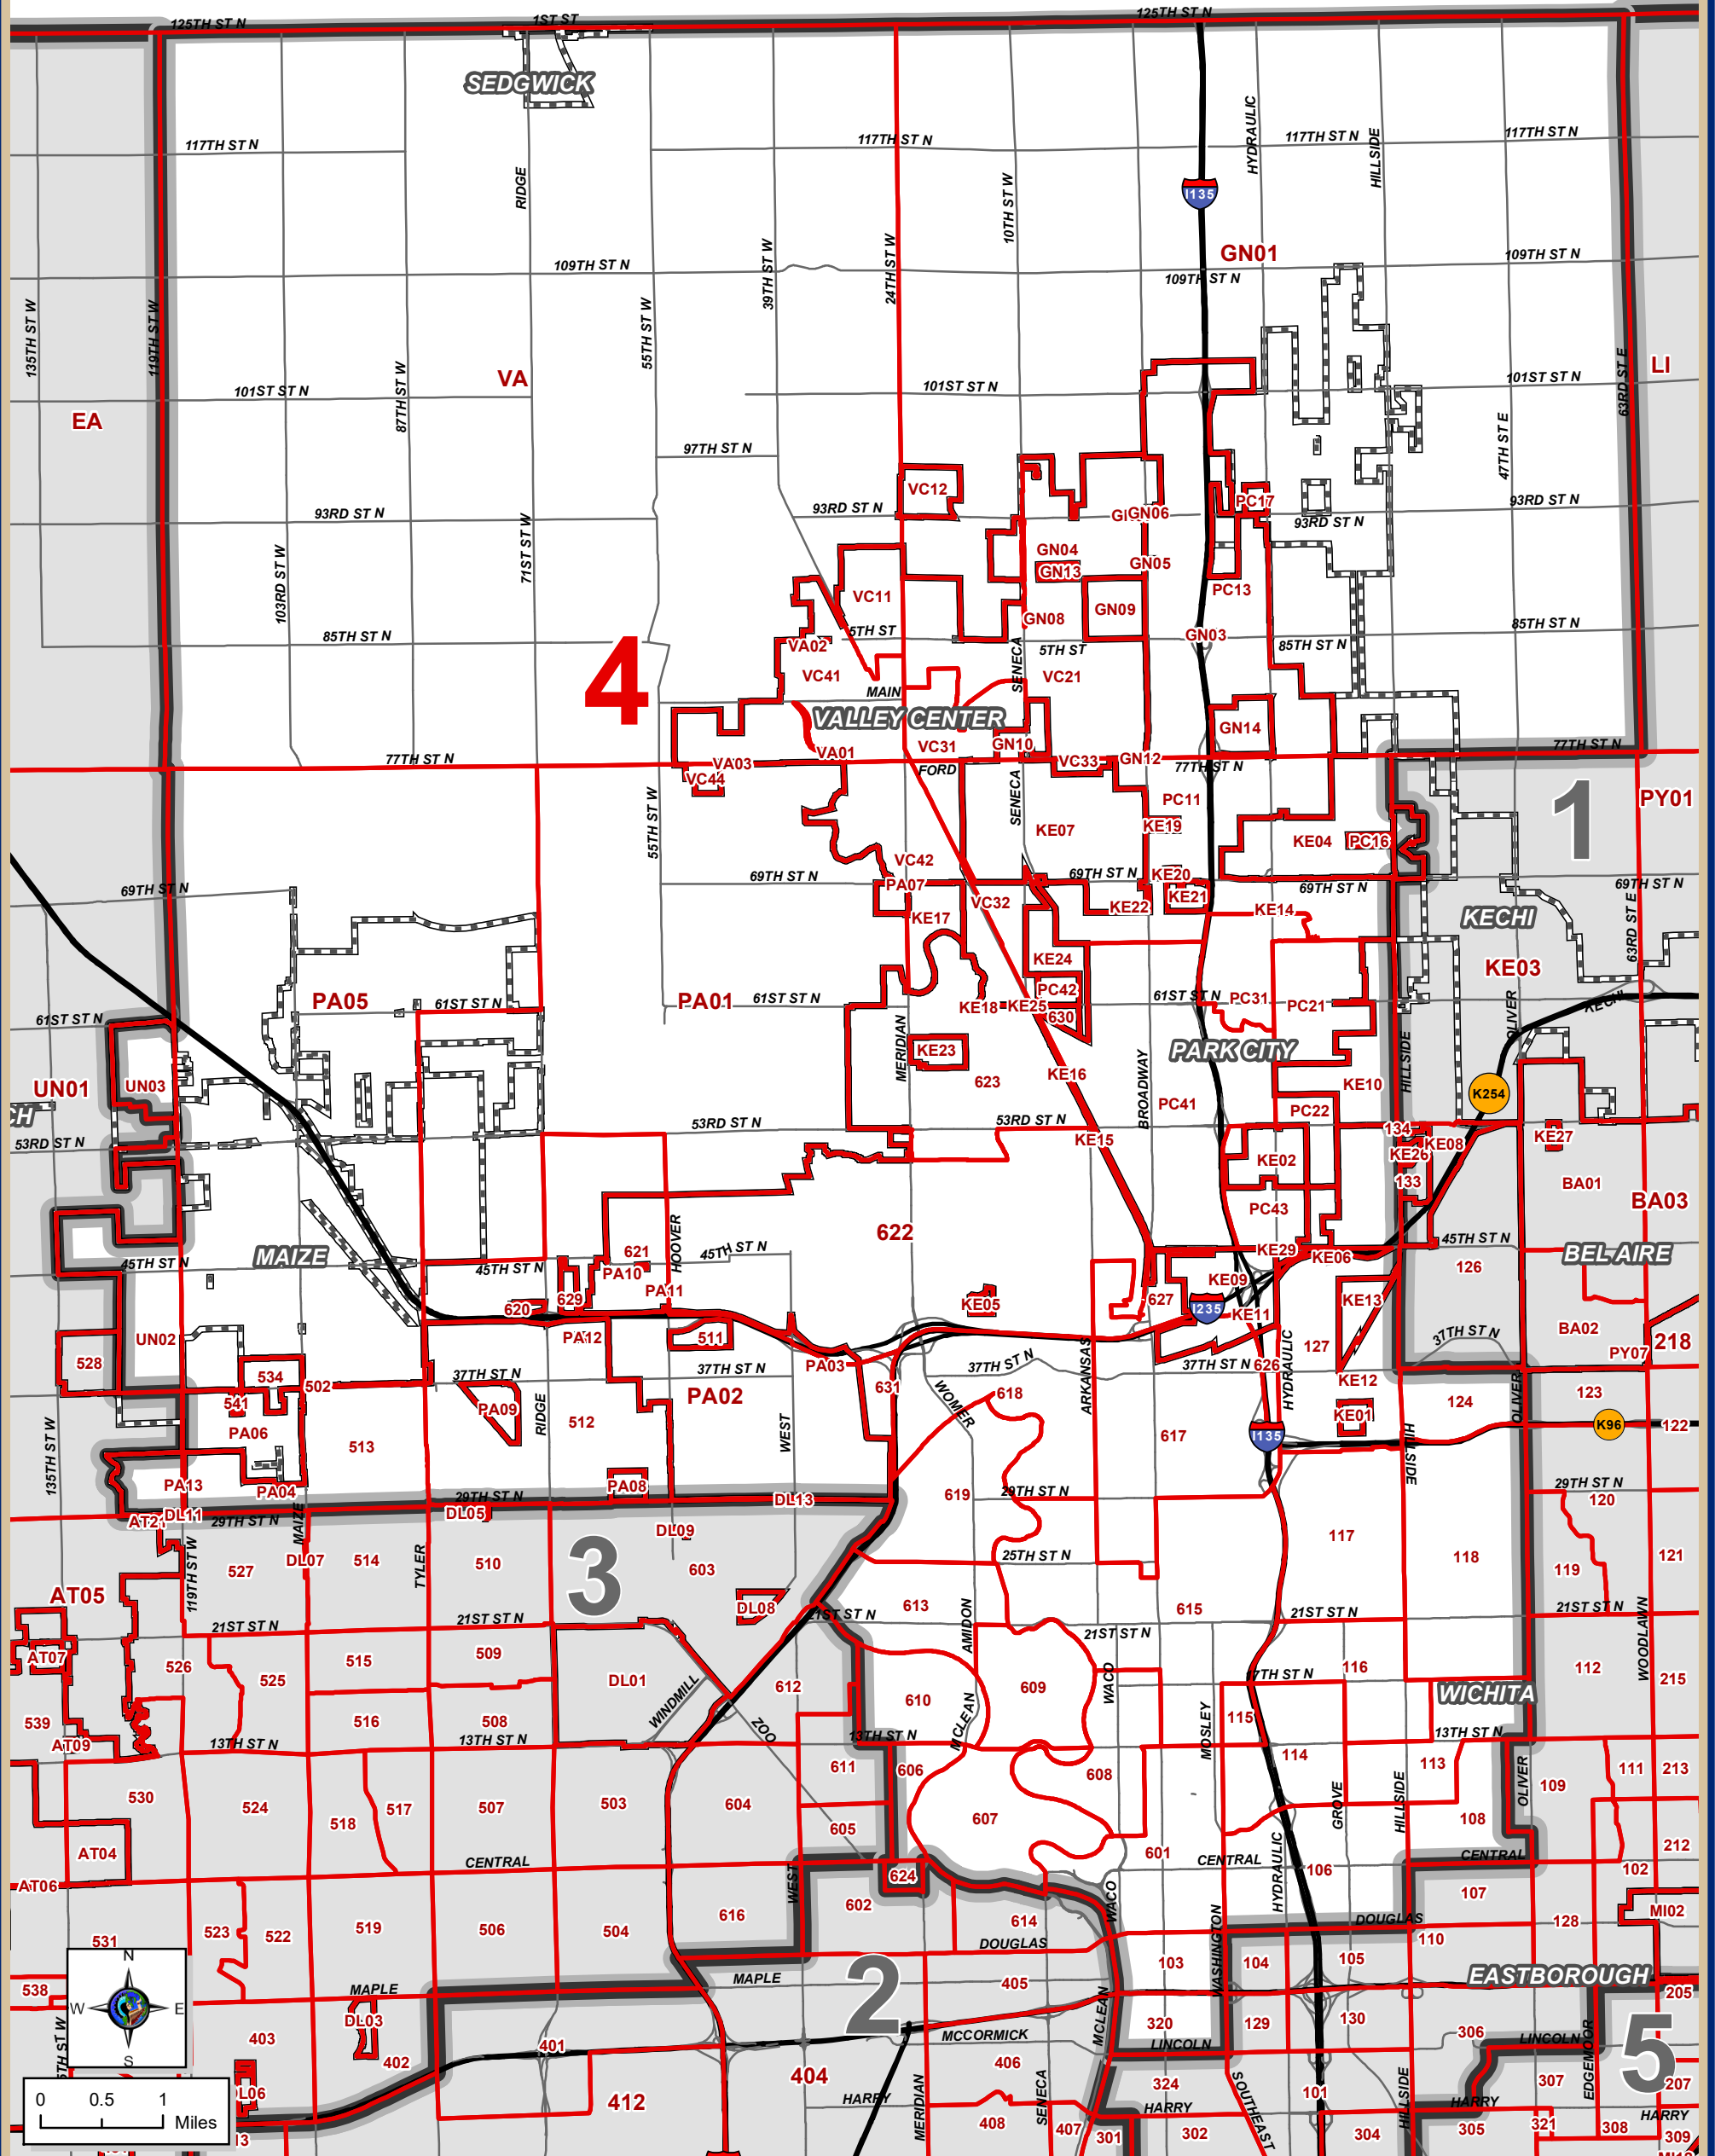 125TH ST N
1ST ST
125TH ST N
SEDGWICK
117TH ST N
117TH ST N
117TH ST N
117TH ST N
RIDGE
10TH ST W
HYDRAULIC
HILLSIDE
I135
GN01
109TH ST N
109TH ST N
109TH ST N
135TH ST W
119TH ST W
55TH ST W
39TH ST W
24TH ST W
87TH ST W
VA
EA
LI
63RD ST E
101ST ST N
101ST ST N
101ST ST N
97TH ST N
47TH ST E
VC12
93RD ST N
93RD ST N
GN06
PC17
93RD ST N
93RD ST N
103RD ST W
71ST ST W
GN04
GN13
GN05
VC11
GN09
PC13
GN08
GN03
85TH ST N
VA02
5TH ST
5TH ST
85TH ST N
85TH ST N
4
VC41
SENECA
VC21
MAIN
VALLEY CENTER
GN14
VC31
GN10
VA01
77TH ST N
VA03
FORD
VC33
GN12
77TH ST N
77TH ST N
VC44
1
PY01
55TH ST W
SENECA
PC11
KE07
KE19
KE04
PC16
VC42
69TH ST N
69TH ST N
PA07
69TH ST N
KE20
69TH ST N
69TH ST N
VC32
KE21
KE17
KE22
KE14
KECHI
63RD ST E
KE24
KE03
PC42
PA05
61ST ST N
PA01
61ST ST N
KE18
KE25
61ST ST N
PC31
PC21
61ST ST N
630
OLIVER
KECHI
MERIDIAN
KE23
PARK CITY
HILLSIDE
UN01
UN03
623
KE16
BROADWAY
KE10
K254
CH
53RD ST N
53RD ST N
53RD ST N
PC41
PC22
KE15
134
KE26
KE08
KE27
133
KE02
BA01
PC43
BA03
622
MAIZE
HOOVER
621
45TH ST N
45TH ST N
45TH ST N
PA10
KE29
KE06
45TH ST N
BEL AIRE
PA11
126
620
629
KE05
627
KE09
I235
KE11
KE13
UN02
PA12
511
BA02
218
PY07
37TH ST N
528
534
502
37TH ST N
37TH ST N
PA03
37TH ST N
37TH ST N
626
127
KE12
HYDRAULIC
541
PA09
RIDGE
PA02
631
WOMER
618
ARKANSAS
KE01
124
OLIVER
123
PA06
512
WEST
617
I135
K96
122
513
135TH ST W
PA13
PA04
PA08
HILLSIDE
29TH ST N
DL13
619
29TH ST N
29TH ST N
120
DL11
29TH ST N
DL05
MAIZE
DL09
117
118
119
121
527
DL07
514
TYLER
510
3
603
25TH ST N
AT05
119TH ST W
DL08
613
615
21ST ST N
21ST ST N
21ST ST N
21ST ST N
21ST ST N
21ST ST N
AMIDON
WOODLAWN
AT07
526
525
515
509
DL01
612
610
609
WACO
17TH ST N
116
112
215
WINDMILL
ZOO
MCLEAN
MOSLEY
WICHITA
539
516
508
115
AT09
13TH ST N
13TH ST N
13TH ST N
13TH ST N
611
606
608
114
113
111
213
530
524
518
517
507
503
604
607
GROVE
HILLSIDE
OLIVER
109
605
108
601
212
AT04
CENTRAL
CENTRAL
CENTRAL
HYDRAULIC
106
102
AT06
624
107
WEST
602
WACO
616
614
MI02
523
522
519
506
504
DOUGLAS
DOUGLAS
128
531
WASHINGTON
110
103
104
105
N
W
E
S
538
MAPLE
MAPLE
2
405
EASTBOROUGH
205
DL03
403
402
401
MCCORMICK
MCLEAN
320
129
130
306
LINCOLN
LINCOLN
5
404
406
EDGEMOOR
324
101
307
207
412
HARRY
MERIDIAN
SENECA
HARRY
SOUTHEAST
HILLSIDE
HARRY
HARRY
408
407
301
302
305
321
308
309
0 0.5 1
Miles